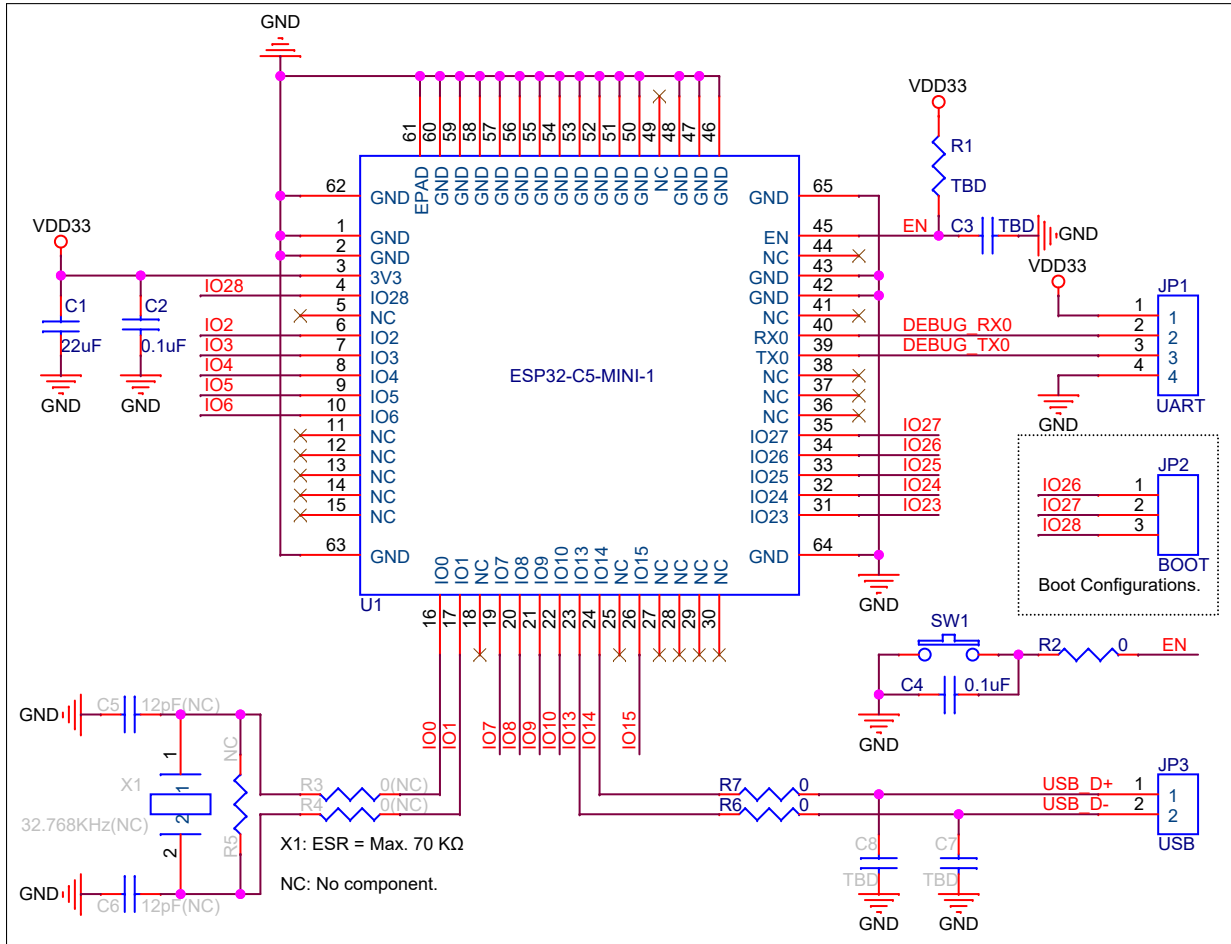 GND
61 60 59 58 57 56 55 54 53 52 51 50 49 48 47 46
EPAD GND GND GND GND GND GND GND GND GND GND GND NC GND GND GND
VDD33
R1
TBD
62 GND
GND 65
1 GND
2 GND
3 3V3
4 IO28
5 NC
6 IO2
7 IO3
8 IO4
9 IO5
10 IO6
11 NC
12 NC
13 NC
14 NC
15 NC
63 GND
VDD33
C1
22uF
GND
C2
0.1uF
GND
IO28
IO2
IO3
IO4
IO5
IO6
ESP32-C5-MINI-1
U1
EN 45
NC 44
GND 43
GND 42
NC 41
RX0 40
TX0 39
NC 38
NC 37
NC 36
IO27 35
IO26 34
IO25 33
IO24 32
IO23 31
GND 64
EN
C3 TBD
GND
VDD33
DEBUG_RX0
DEBUG_TX0
JP1
1 1
2 2
3 3
4 4
UART
GND
IO27
IO26
IO25
IO24
IO23
GND
JP2
IO26 1
IO27 2
IO28 3
BOOT
Boot Configurations.
IO0 IO1 NC IO7 IO8 IO9 IO10 IO13 IO14 NC IO15 NC NC NC NC
16 17 18 19 20 21 22 23 24 25 26 27 28 29 30
IO0 IO1 IO7 IO8 IO9 IO10 IO13 IO14 IO15
SW1
R2 0 EN
C4 0.1uF
GND
GND C5 12pF(NC)
NC
R5
X1
1
1
2
2
32.768KHz(NC)
R3 0(NC)
R4 0(NC)
GND C6 12pF(NC)
X1: ESR = Max. 70 KΩ
NC: No component.
R7 0
R6 0
USB_D+
USB_D-
JP3
1 1
2 2
USB
C8
TBD
GND
C7
TBD
GND